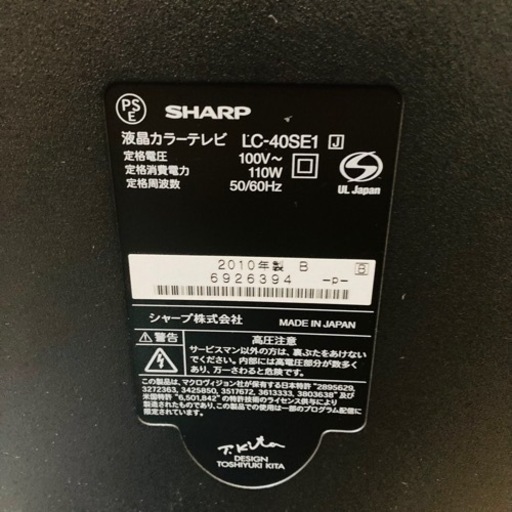 PS
E
SHARP
液晶カラーテレビ LC-40SE1 J
定格電圧 100V~
定格消費電力 110W
定格周波数 50/60Hz
S
UL Japan
2010年製 B B
6926394 -p-
シャープ株式会社 MADE IN JAPAN
警告 高圧注意
サービスマン以外の方は、裏ぶたをあけない
でください。内部には高電圧部分が数多く
あり、万一さわると危険です。
この製品は、マクロヴィジョン社が保有する日本特許 "2895629,
3272363, 3425850, 3517672, 3613333, 3803638" 及び
米国特許 "6,501,842" の特許技術のライセンス供与により
製造されており、この製品での使用は一部のプログラム配信に
限定されています。
T.Kita
DESIGN
TOSHIYUKI KITA